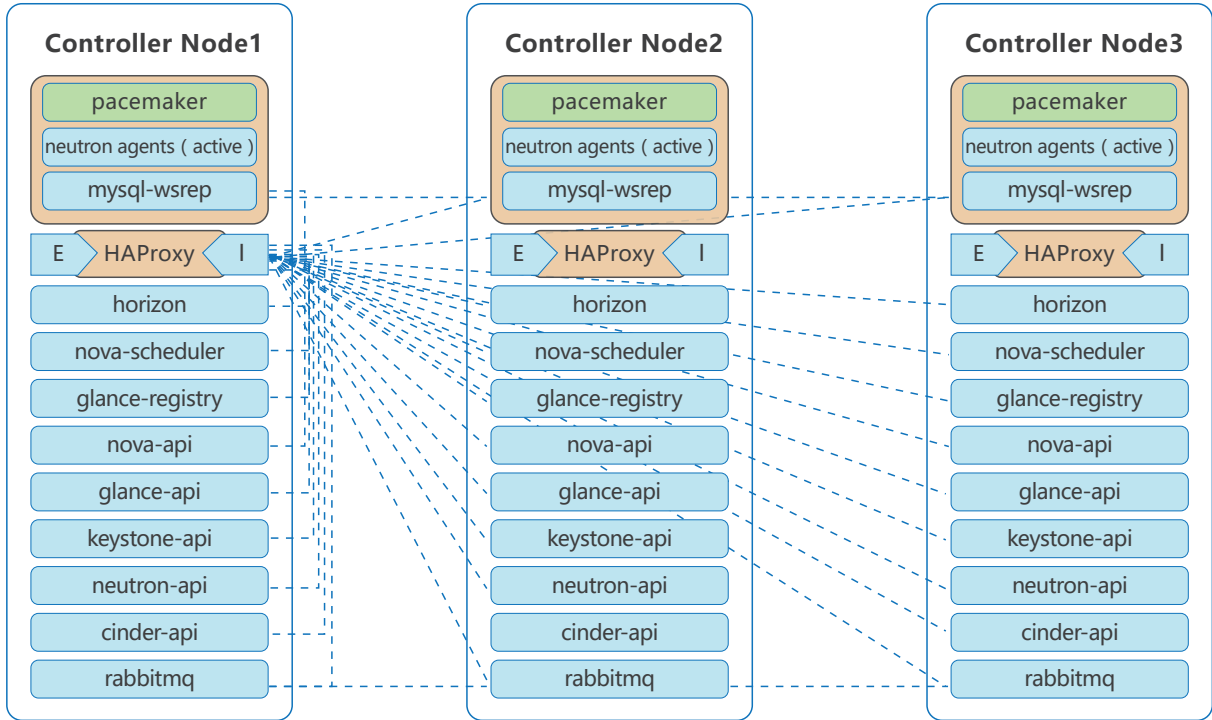 Controller Node1
pacemaker
neutron agents ( active )
mysql-wsrep
E HAProxy I
horizon
nova-scheduler
glance-registry
nova-api
glance-api
keystone-api
neutron-api
cinder-api
rabbitmq
Controller Node2
pacemaker
neutron agents ( active )
mysql-wsrep
E HAProxy I
horizon
nova-scheduler
glance-registry
nova-api
glance-api
keystone-api
neutron-api
cinder-api
rabbitmq
Controller Node3
pacemaker
neutron agents ( active )
mysql-wsrep
E HAProxy I
horizon
nova-scheduler
glance-registry
nova-api
glance-api
keystone-api
neutron-api
cinder-api
rabbitmq